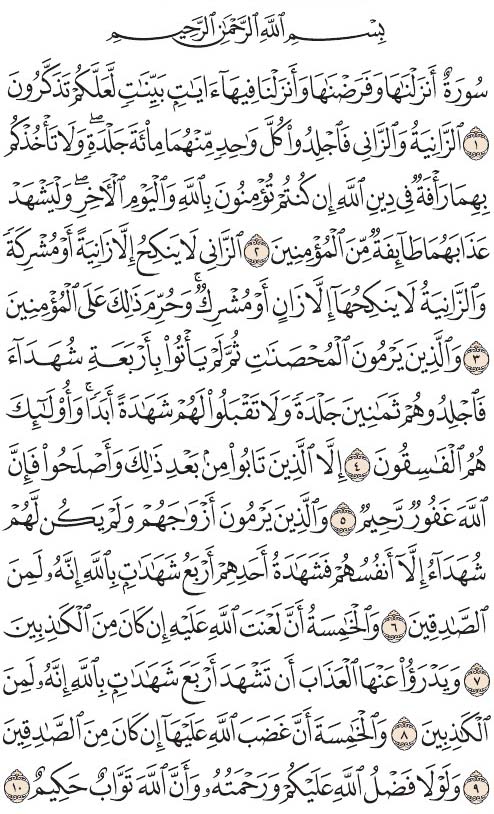 بِسْمِ ٱللَّهِ ٱلرَّحْمَٰنِ ٱلرَّحِيمِ
سُورَةٌ أَنزَلْنَٰهَا وَفَرَضْنَٰهَا وَأَنزَلْنَا فِيهَآ ءَايَٰتٍۭ بَيِّنَٰتٍ لَّعَلَّكُمْ تَذَكَّرُونَ
١ ٱلزَّانِيَةُ وَٱلزَّانِى فَٱجْلِدُوا۟ كُلَّ وَٰحِدٍ مِّنْهُمَا مِا۟ئَةَ جَلْدَةٍ ۖ وَلَا تَأْخُذْكُم
بِهِمَا رَأْفَةٌ فِى دِينِ ٱللَّهِ إِن كُنتُمْ تُؤْمِنُونَ بِٱللَّهِ وَٱلْيَوْمِ ٱلْءَاخِرِ ۖ وَلْيَشْهَدْ
عَذَابَهُمَا طَآئِفَةٌ مِّنَ ٱلْمُؤْمِنِينَ ٢ ٱلزَّانِى لَا يَنكِحُ إِلَّا زَانِيَةً أَوْ مُشْرِكَةً
وَٱلزَّانِيَةُ لَا يَنكِحُهَآ إِلَّا زَانٍ أَوْ مُشْرِكٌ ۚ وَحُرِّمَ ذَٰلِكَ عَلَى ٱلْمُؤْمِنِينَ
٣ وَٱلَّذِينَ يَرْمُونَ ٱلْمُحْصَنَٰتِ ثُمَّ لَمْ يَأْتُوا۟ بِأَرْبَعَةِ شُهَدَآءَ
فَٱجْلِدُوهُمْ ثَمَٰنِينَ جَلْدَةً وَلَا تَقْبَلُوا۟ لَهُمْ شَهَٰدَةً أَبَدًا ۚ وَأُو۟لَٰٓئِكَ
هُمُ ٱلْفَٰسِقُونَ ٤ إِلَّا ٱلَّذِينَ تَابُوا۟ مِنۢ بَعْدِ ذَٰلِكَ وَأَصْلَحُوا۟ فَإِنَّ
ٱللَّهَ غَفُورٌ رَّحِيمٌ ٥ وَٱلَّذِينَ يَرْمُونَ أَزْوَٰجَهُمْ وَلَمْ يَكُن لَّهُمْ
شُهَدَآءُ إِلَّآ أَنفُسُهُمْ فَشَهَٰدَةُ أَحَدِهِمْ أَرْبَعُ شَهَٰدَٰتٍۭ بِٱللَّهِ إِنَّهُۥ لَمِنَ
ٱلصَّٰدِقِينَ ٦ وَٱلْخَٰمِسَةُ أَنَّ لَعْنَتَ ٱللَّهِ عَلَيْهِ إِن كَانَ مِنَ ٱلْكَٰذِبِينَ
٧ وَيَدْرَؤُا۟ عَنْهَا ٱلْعَذَابَ أَن تَشْهَدَ أَرْبَعَ شَهَٰدَٰتٍۭ بِٱللَّهِ إِنَّهُۥ لَمِنَ
ٱلْكَٰذِبِينَ ٨ وَٱلْخَٰمِسَةَ أَنَّ غَضَبَ ٱللَّهِ عَلَيْهَآ إِن كَانَ مِنَ ٱلصَّٰدِقِينَ
٩ وَلَوْلَا فَضْلُ ٱللَّهِ عَلَيْكُمْ وَرَحْمَتُهُۥ وَأَنَّ ٱللَّهَ تَوَّابٌ حَكِيمٌ ١٠